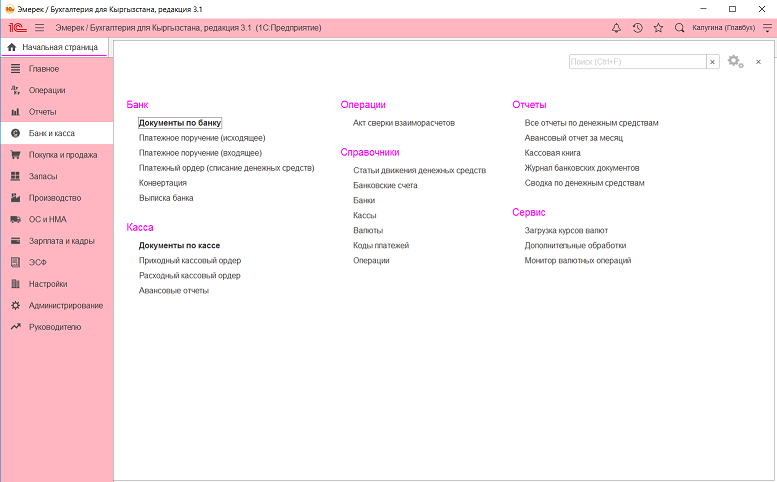 Эмерек / Бухгалтерия для Кыргызстана, редакция 3.1
1С Эмерек / Бухгалтерия для Кыргызстана, редакция 3.1 (1С:Предприятие) Капугина (Главбух)
Начальная страница
Главное
Операции
Отчеты
Банк и касса
Покупка и продажа
Запасы
Производство
ОС и НМА
Зарплата и кадры
ЭСФ
Настройки
Администрирование
Руководителю
Поиск (Ctrl+F)
Банк
Документы по банку
Платежное поручение (исходящее)
Платежное поручение (входящее)
Платежный ордер (списание денежных средств)
Конвертация
Выписка банка
Касса
Документы по кассе
Приходный кассовый ордер
Расходный кассовый ордер
Авансовые отчеты
Операции
Акт сверки взаиморасчетов
Справочники
Статьи движения денежных средств
Банковские счета
Банки
Кассы
Валюты
Коды платежей
Операции
Отчеты
Все отчеты по денежным средствам
Авансовый отчет за месяц
Кассовая книга
Журнал банковских документов
Сводка по денежным средствам
Сервис
Загрузка курсов валют
Дополнительные обработки
Монитор валютных операций